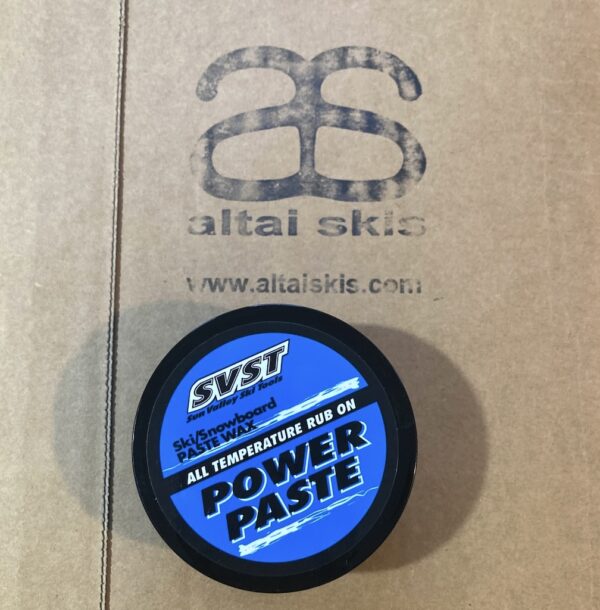 as
altai skis
www.altaiskis.com
SVST
Sun Valley Ski Tools
Ski/Snowboard
PASTE WAX
ALL TEMPERATURE RUB ON
POWER
PASTE